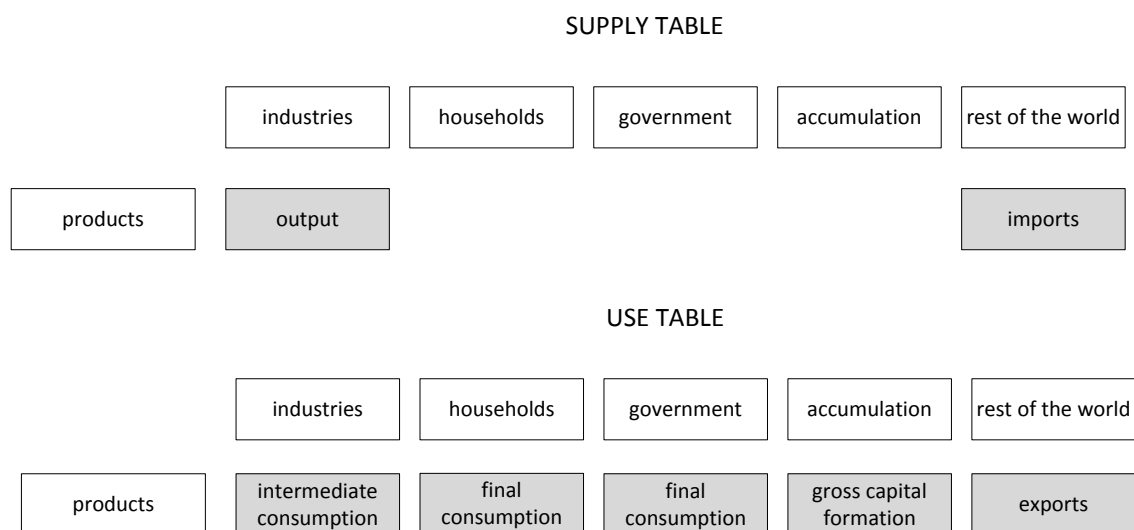 SUPPLY TABLE
industries
households
government
accumulation
rest of the world
products
output
imports
USE TABLE
industries
households
government
accumulation
rest of the world
products
intermediate
consumption
final
consumption
final
consumption
gross capital
formation
exports